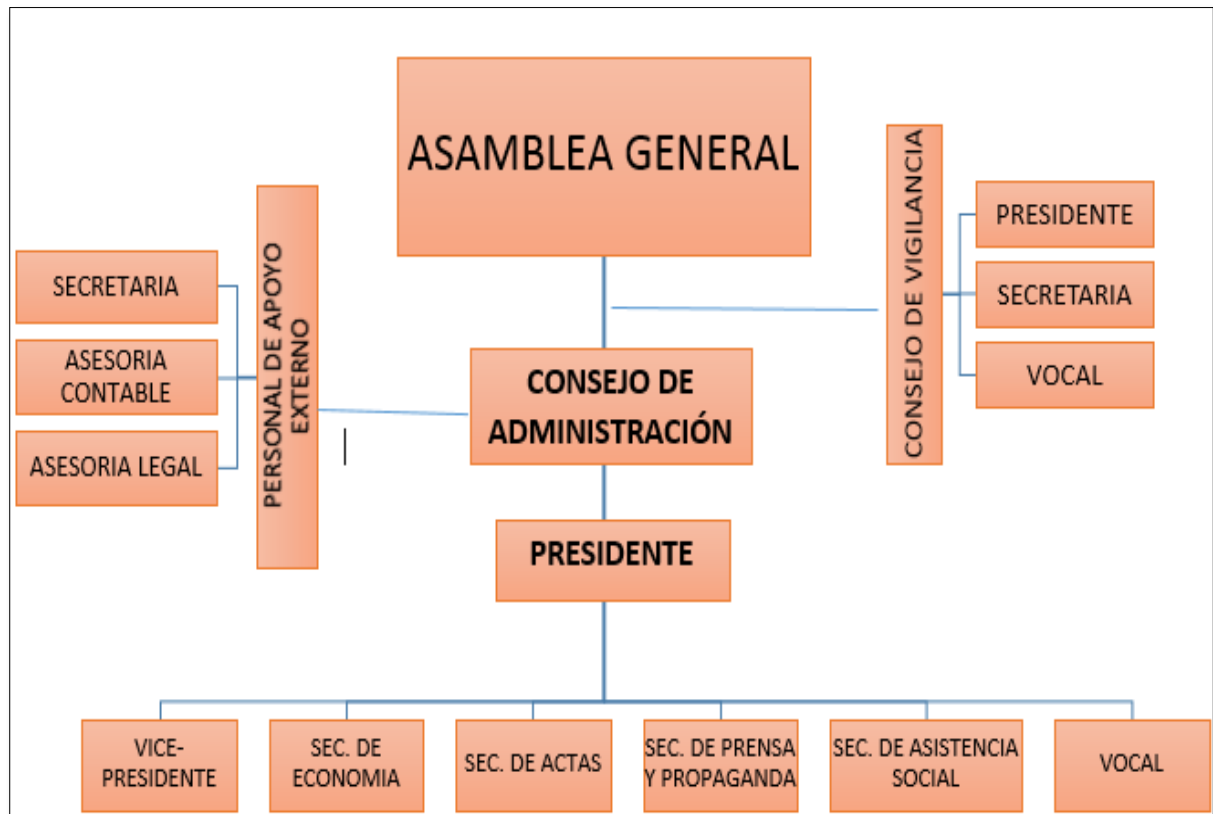 ASAMBLEA GENERAL
CONSEJO DE VIGILANCIA
PRESIDENTE
SECRETARIA
VOCAL
PERSONAL DE APOYO
EXTERNO
SECRETARIA
ASESORIA
CONTABLE
ASESORIA LEGAL
CONSEJO DE
ADMINISTRACIÓN
PRESIDENTE
VICE-
PRESIDENTE
SEC. DE
ECONOMIA
SEC. DE ACTAS
SEC. DE PRENSA
Y PROPAGANDA
SEC. DE ASISTENCIA
SOCIAL
VOCAL